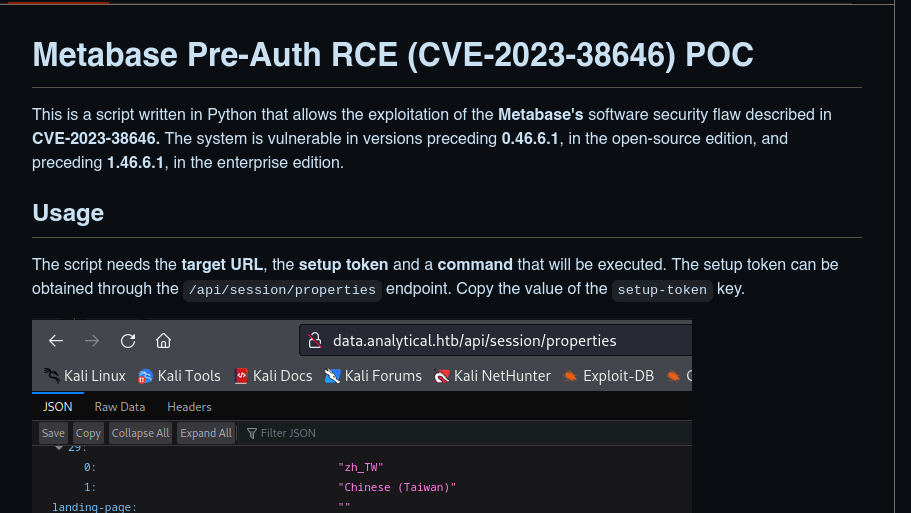 Metabase Pre-Auth RCE (CVE-2023-38646) POC
This is a script written in Python that allows the exploitation of the Metabase's software security flaw described in
CVE-2023-38646. The system is vulnerable in versions preceding 0.46.6.1, in the open-source edition, and
preceding 1.46.6.1, in the enterprise edition.
Usage
The script needs the target URL, the setup token and a command that will be executed. The setup token can be
obtained through the /api/session/properties endpoint. Copy the value of the setup-token key.
data.analytical.htb/api/session/properties
Kali Linux Kali Tools Kali Docs Kali Forums Kali NetHunter Exploit-DB
JSON Raw Data Headers
Save Copy Collapse All Expand All Filter JSON
29:
0: "zh_TW"
1: "Chinese (Taiwan)"
landing-page: ""